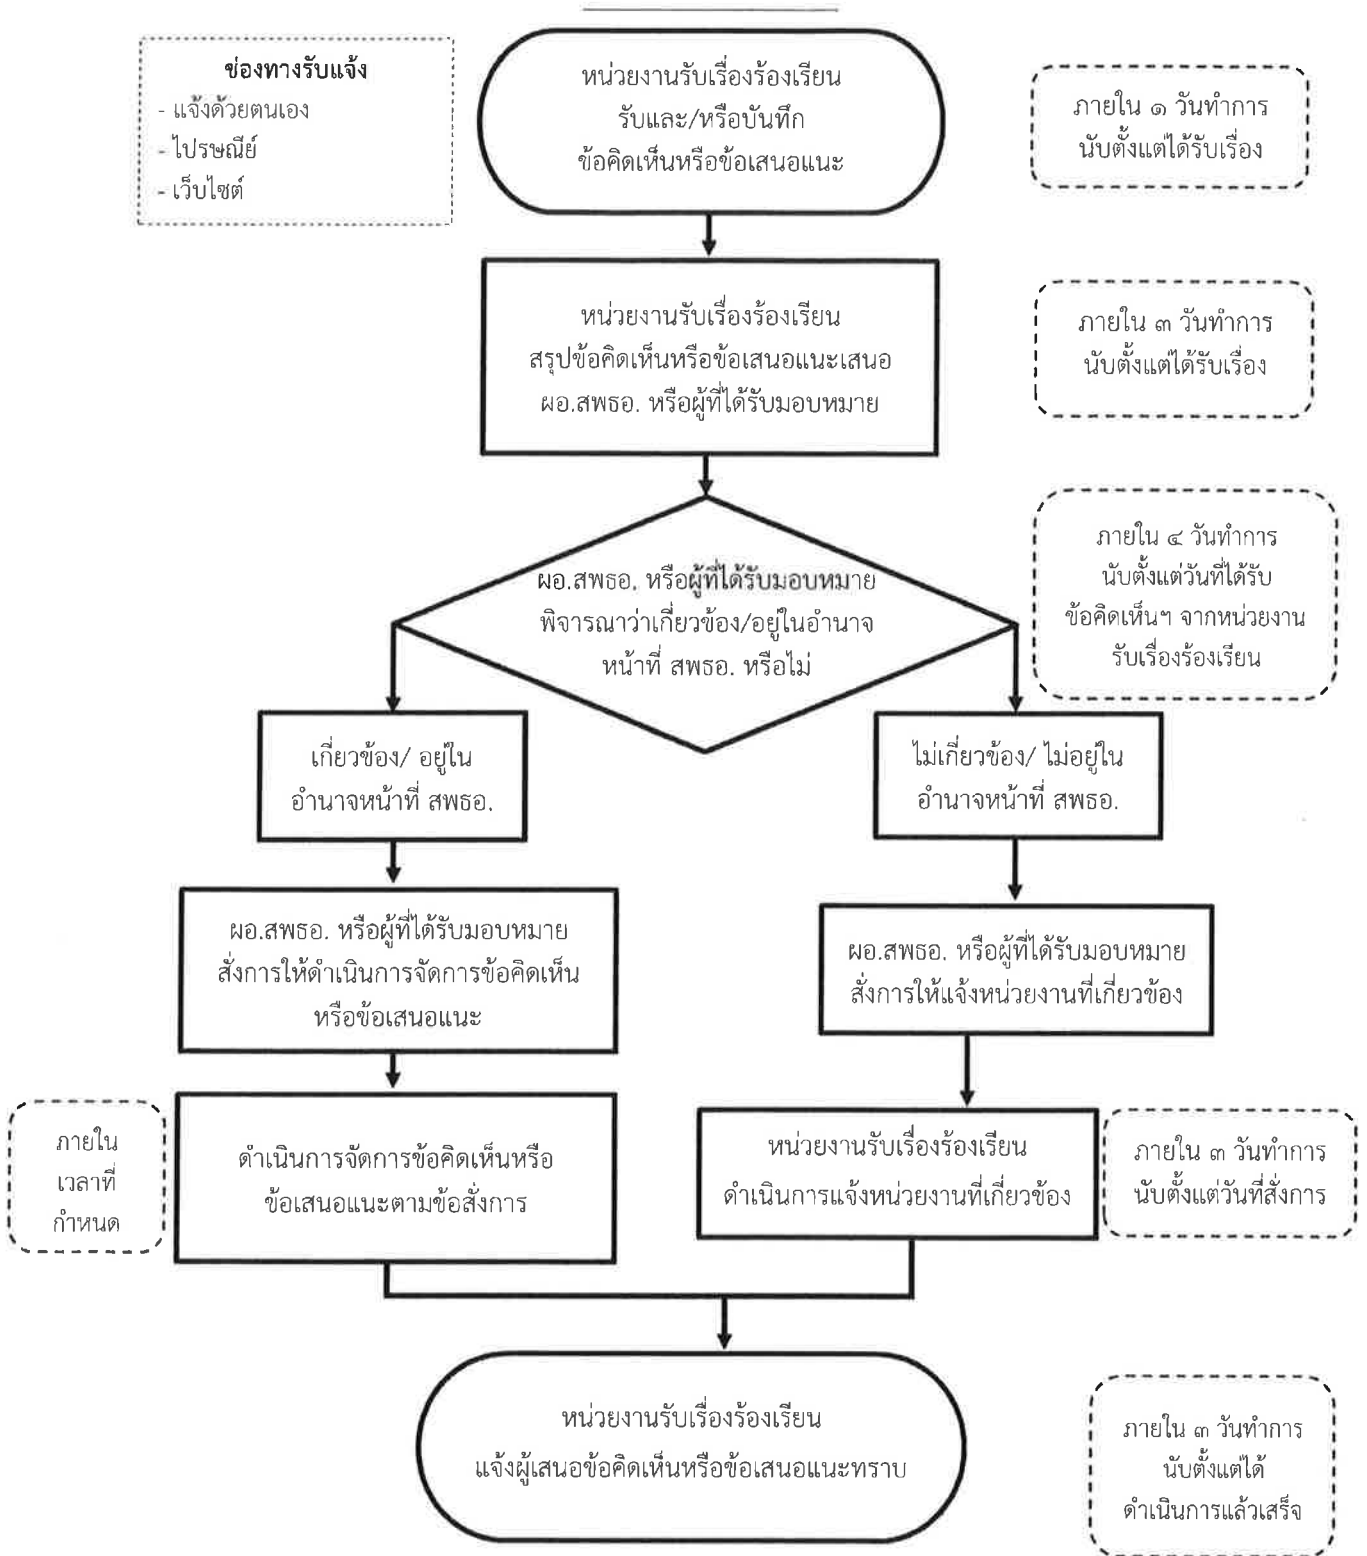 ช่องทางรับแจ้ง
- แจ้งด้วยตนเอง
- ไปรษณีย์
- เว็บไซต์
หน่วยงานรับเรื่องร้องเรียน
รับและ/หรือบันทึก
ข้อคิดเห็นหรือข้อเสนอแนะ
ภายใน ๑ วันทำการ
นับตั้งแต่ได้รับเรื่อง
หน่วยงานรับเรื่องร้องเรียน
สรุปข้อคิดเห็นหรือข้อเสนอแนะเสนอ
ผอ.สพธอ. หรือผู้ที่ได้รับมอบหมาย
ภายใน ๓ วันทำการ
นับตั้งแต่ได้รับเรื่อง
ผอ.สพธอ. หรือผู้ที่ได้รับมอบหมาย
พิจารณาว่าเกี่ยวข้อง/อยู่ในอำนาจ
หน้าที่ สพธอ. หรือไม่
ภายใน ๔ วันทำการ
นับตั้งแต่วันที่ได้รับ
ข้อคิดเห็นฯ จากหน่วยงาน
รับเรื่องร้องเรียน
เกี่ยวข้อง/ อยู่ใน
อำนาจหน้าที่ สพธอ.
ไม่เกี่ยวข้อง/ ไม่อยู่ใน
อำนาจหน้าที่ สพธอ.
ผอ.สพธอ. หรือผู้ที่ได้รับมอบหมาย
สั่งการให้ดำเนินการจัดการข้อคิดเห็น
หรือข้อเสนอแนะ
ผอ.สพธอ. หรือผู้ที่ได้รับมอบหมาย
สั่งการให้แจ้งหน่วยงานที่เกี่ยวข้อง
ภายใน
เวลาที่
กำหนด
ดำเนินการจัดการข้อคิดเห็นหรือ
ข้อเสนอแนะตามข้อสั่งการ
หน่วยงานรับเรื่องร้องเรียน
ดำเนินการแจ้งหน่วยงานที่เกี่ยวข้อง
ภายใน ๓ วันทำการ
นับตั้งแต่วันที่สั่งการ
หน่วยงานรับเรื่องร้องเรียน
แจ้งผู้เสนอข้อคิดเห็นหรือข้อเสนอแนะทราบ
ภายใน ๓ วันทำการ
นับตั้งแต่ได้
ดำเนินการแล้วเสร็จ